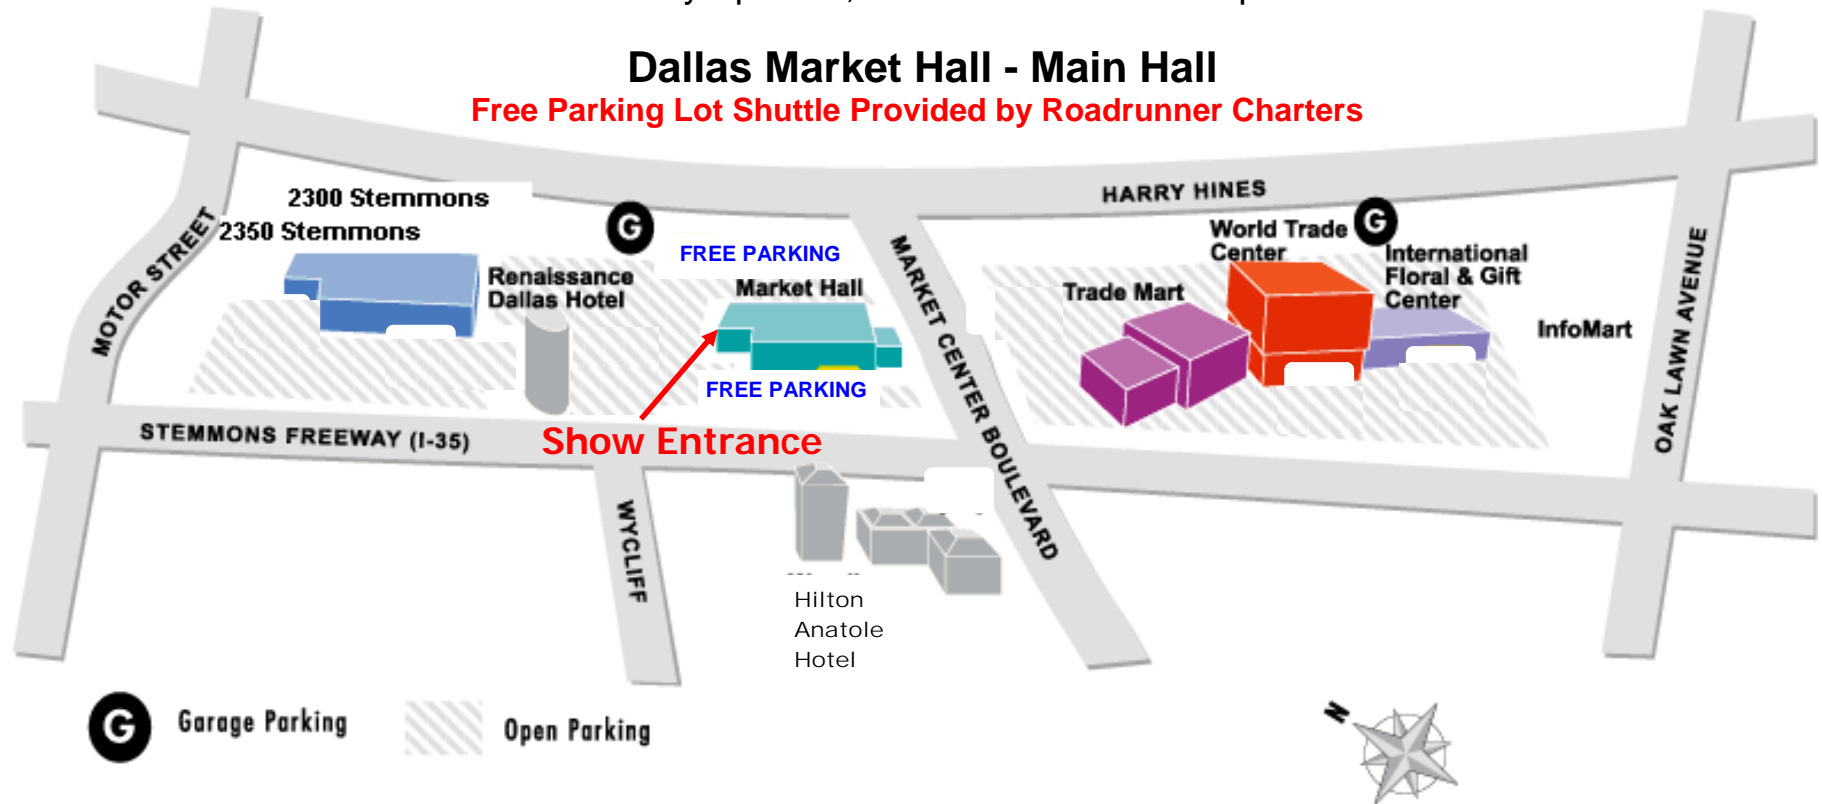 Dallas Market Hall - Main Hall
Free Parking Lot Shuttle Provided by Roadrunner Charters
HARRY HINES
2300 Stemmons
2350 Stemmons
G
G
World Trade
Center
FREE PARKING
International
Floral & Gift
Center
Renaissance
Dallas Hotel
Market Hall
Trade Mart
InfoMart
MOTOR STREET
MARKET CENTER BOULEVARD
OAK LAWN AVENUE
FREE PARKING
STEMMONS FREEWAY (I-35)
Show Entrance
WYCLIFF
Hilton
Anatole
Hotel
G
Garage Parking
Open Parking
N